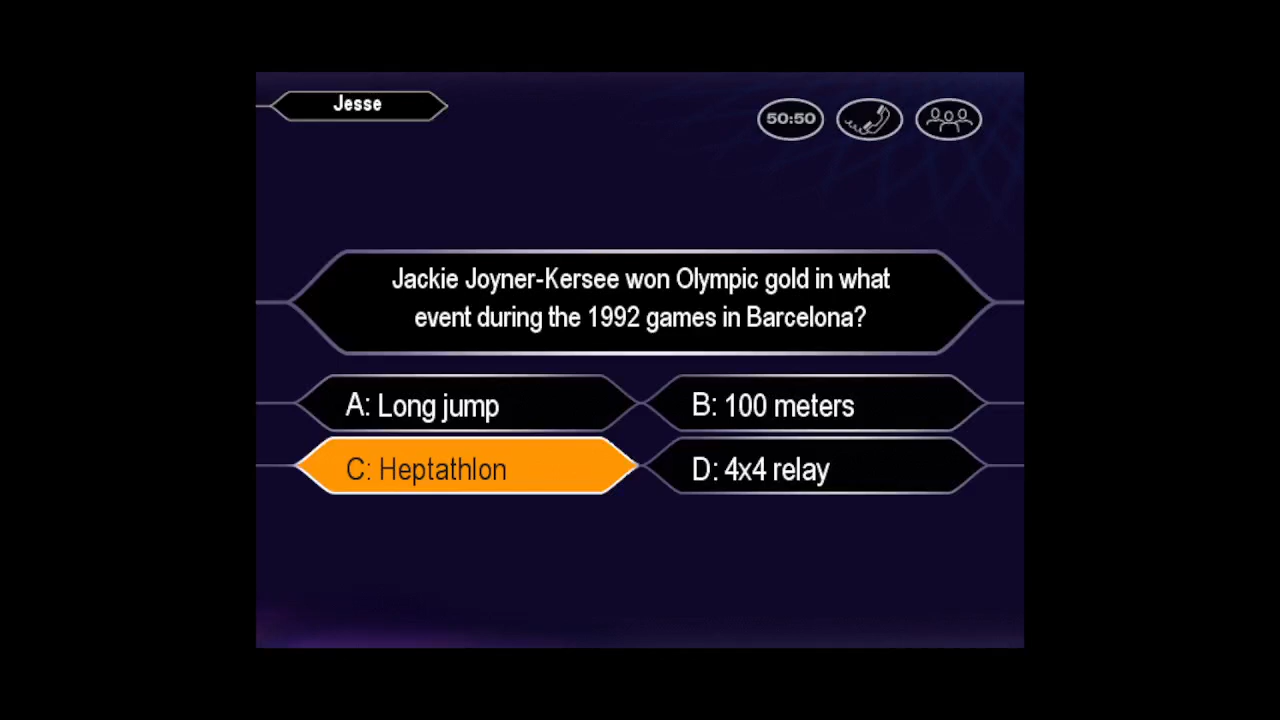 Jesse
50:50
Jackie Joyner-Kersee won Olympic gold in what
event during the 1992 games in Barcelona?
A: Long jump
B: 100 meters
C: Heptathlon
D: 4x4 relay